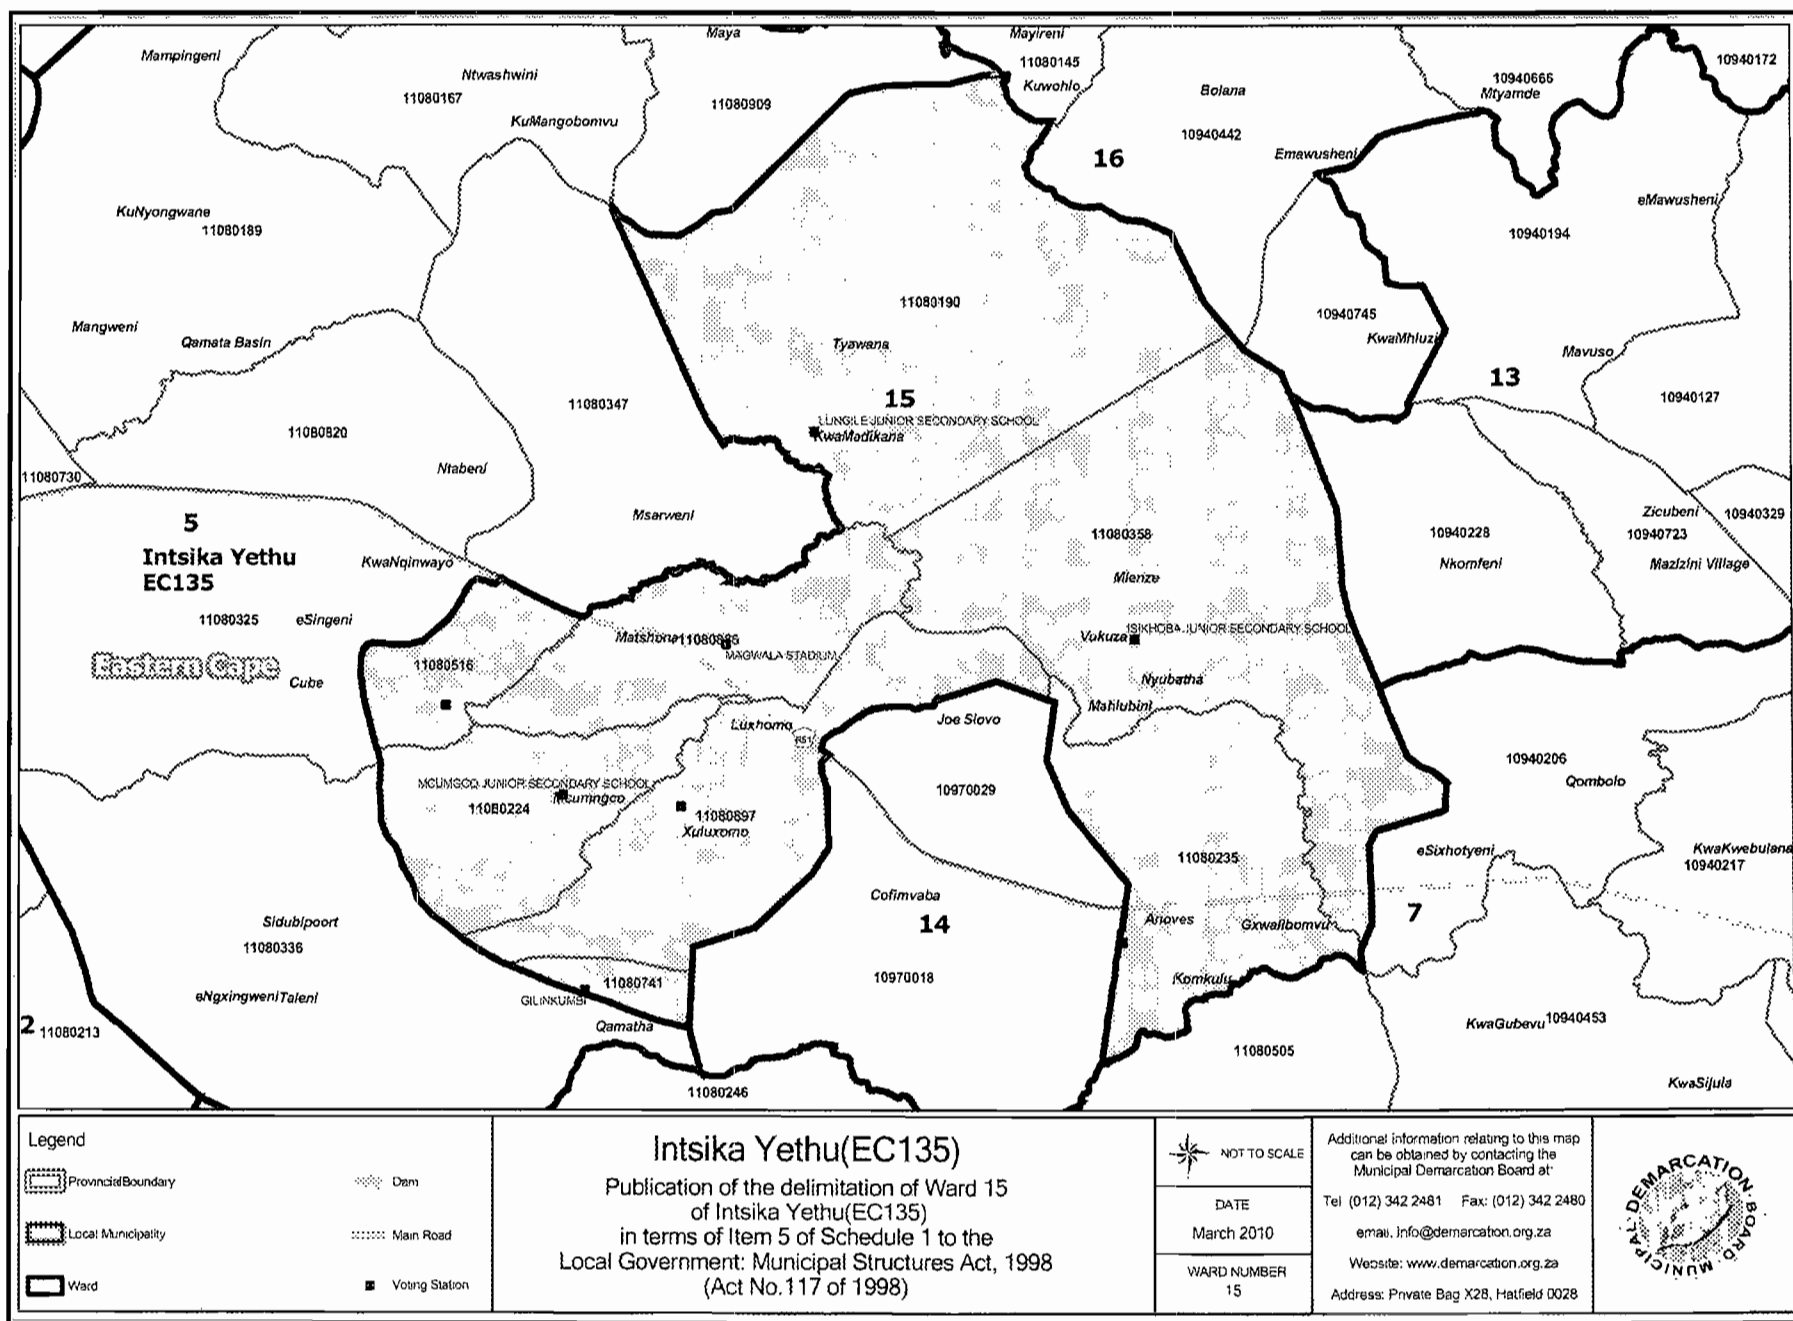 Mampingeni
Maya
Mayireni
11080145
Kuwohlo
Ntwashwini
11080167
11080909
Bolana
10940666
Mtyamde
10940172
KuMangobomvu
10940442
16
Emawusheni
KuNyongwane
11080189
eMawusheni
10940194
11080190
10940745
Mangweni
Qamata Basin
Tyawana
KwaMhluzi
Mavuso
13
15
11080347
10940127
11080820
LUNGILE JUNIOR SECONDARY SCHOOL
KwaMadikana
Ntabeni
11080730
Msarweni
5
Intsika Yethu
EC135
KwaNqinwayo
11080358
10940228
Zicubeni
10940329
10940723
Nkomfeni
Mazizini Village
Mlenze
11080325
eSingeni
Matshona
MAGWALA STADIUM
Vukuza
ISIKHOBA JUNIOR SECONDARY SCHOOL
Eastern Cape
11080516
Cube
Nyubatha
Mahlubini
Luxhomo
Joe Slovo
10940206
Qombolo
MCUMGCO JUNIOR SECONDARY SCHOOL
Mcumngco
11080224
11080897
Xuluxomo
10970029
11080235
eSixhotyeni
KwaKwebulana
10940217
Cofimvaba
14
7
Sidublpoort
11080336
Anoves
Gxwalibomvu
10970018
Komkulu
11080741
GILINKUMBI
eNgxingweni
Taleni
Qamatha
2
11080213
KwaGubevu
10940453
11080505
11080246
KwaSijula
Legend
Provincial Boundary
Dam
Local Municipality
Main Road
Ward
Voting Station
Intsika Yethu(EC135)
Publication of the delimitation of Ward 15
of Intsika Yethu(EC135)
in terms of Item 5 of Schedule 1 to the
Local Government: Municipal Structures Act, 1998
(Act No.117 of 1998)
NOT TO SCALE
DATE
March 2010
WARD NUMBER
15
Additional information relating to this map
can be obtained by contacting the
Municipal Demarcation Board at:
Tel (012) 342 2481 Fax: (012) 342 2480
email. info@demarcation.org.za
Website: www.demarcation.org.za
Address: Private Bag X28, Hatfield 0028
MUNICIPAL DEMARCATION BOARD